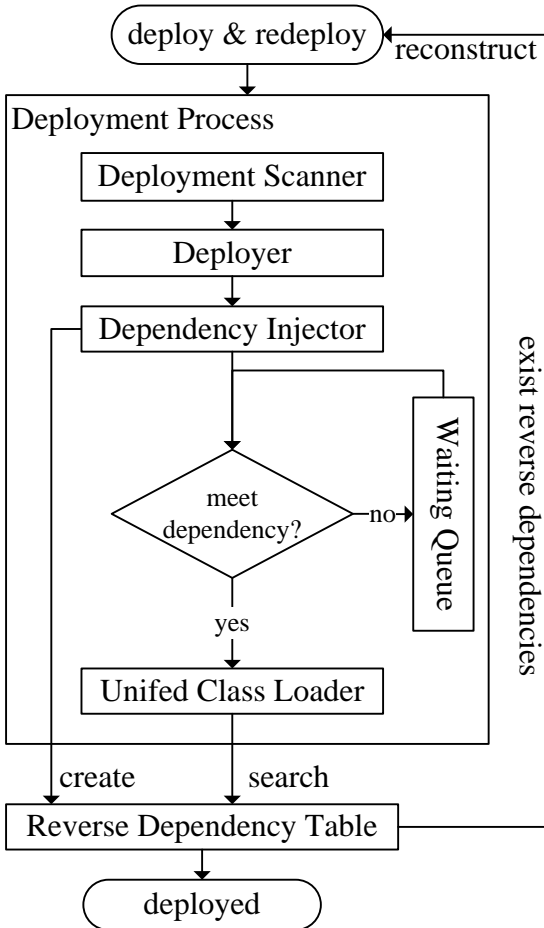 deploy & redeploy
reconstruct
Deployment Process
Deployment Scanner
Deployer
Dependency Injector
exist reverse dependencies
Waiting Queue
meet
dependency?
no
yes
Unifed Class Loader
create
search
Reverse Dependency Table
deployed